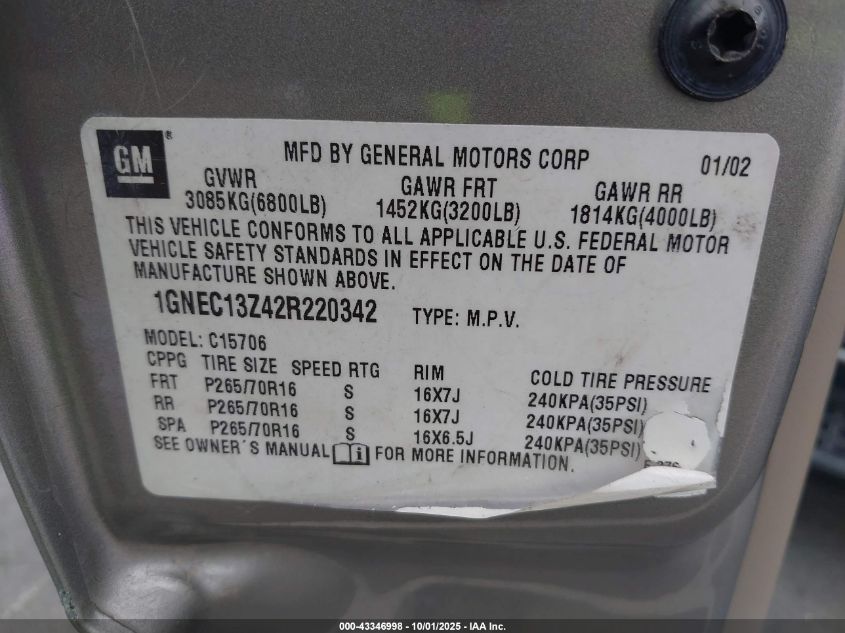 GM®
MFD BY GENERAL MOTORS CORP 01/02
GVWR GAWR FRT GAWR RR
3085KG(6800LB) 1452KG(3200LB) 1814KG(4000LB)
THIS VEHICLE CONFORMS TO ALL APPLICABLE U.S. FEDERAL MOTOR
VEHICLE SAFETY STANDARDS IN EFFECT ON THE DATE OF
MANUFACTURE SHOWN ABOVE.
1GNEC13Z42R220342 TYPE: M.P.V.
MODEL: C15706
CPPG TIRE SIZE SPEED RTG RIM COLD TIRE PRESSURE
FRT P265/70R16 S 16X7J 240KPA(35PSI)
RR P265/70R16 S 16X7J 240KPA(35PSI)
SPA P265/70R16 S 16X6.5J 240KPA(35PSI)
SEE OWNER´S MANUAL i FOR MORE INFORMATION.
000-43346998 - 10/01/2025 - IAA Inc.